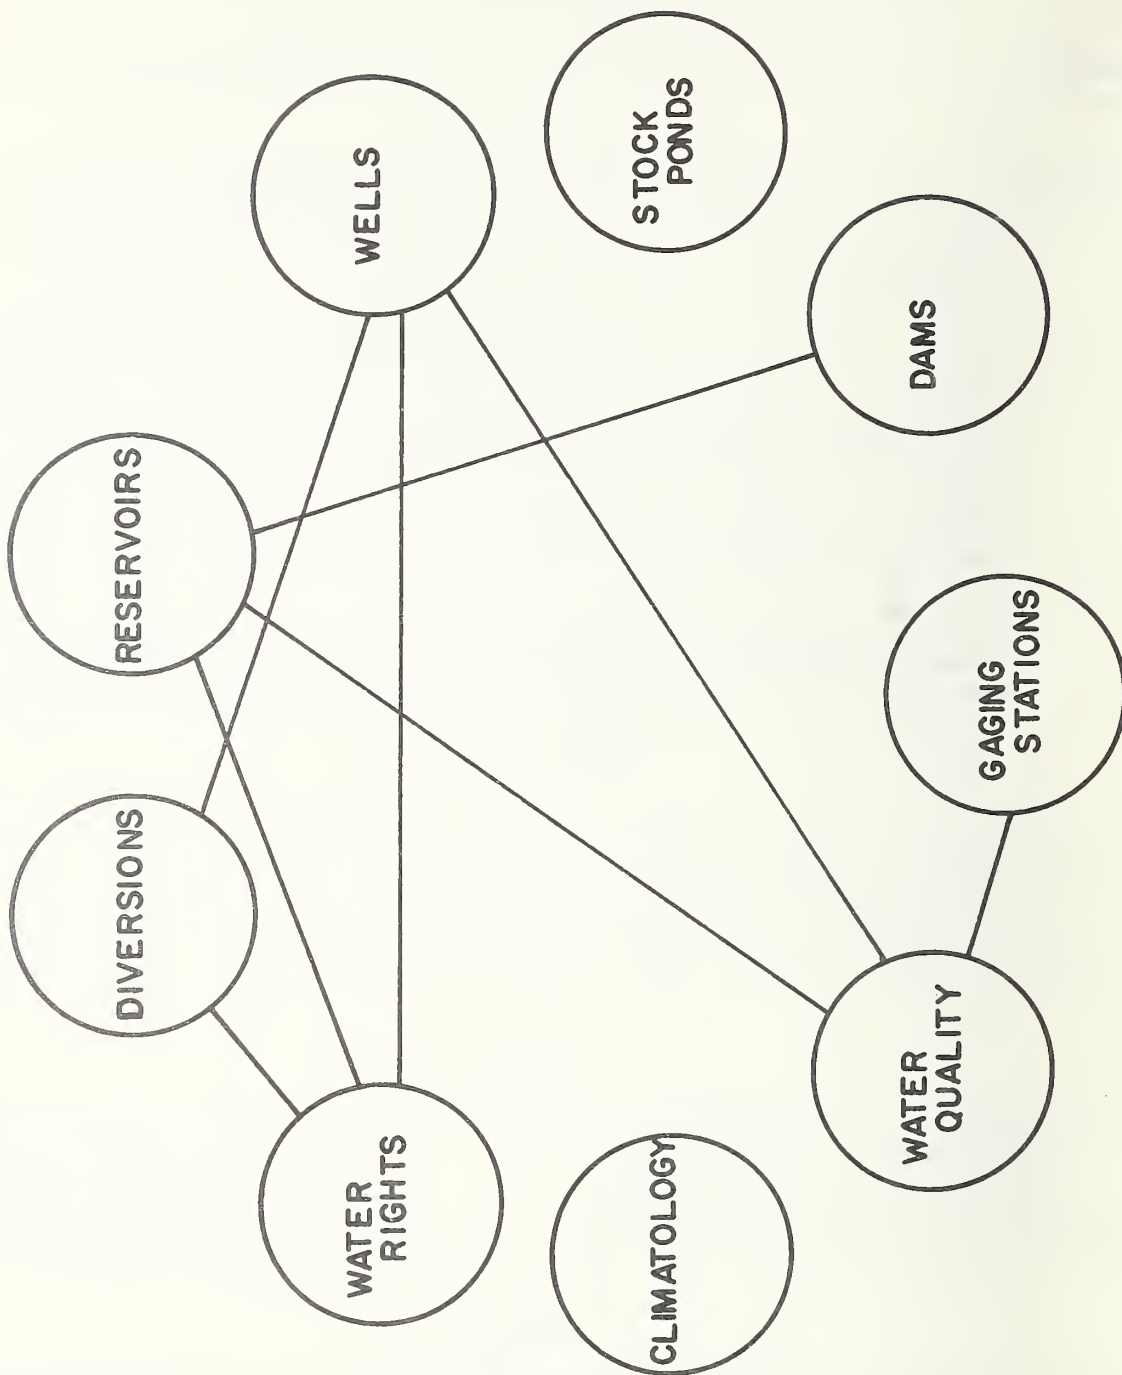 DIVERSIONS
RESERVOIRS
WATER
RIGHTS
WELLS
CLIMATOLOGY
STOCK
PONDS
WATER
QUALITY
DAMS
GAGING
STATIONS